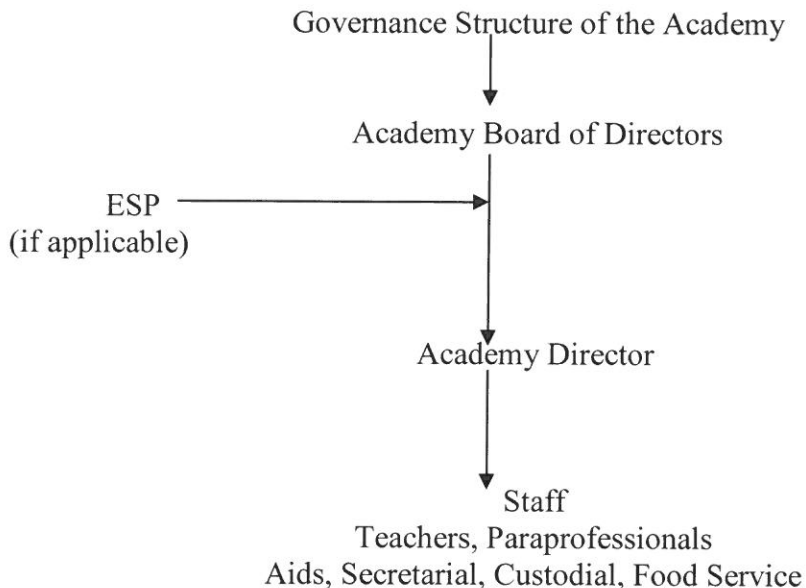 Governance Structure of the Academy
Academy Board of Directors
ESP
(if applicable)
Academy Director
Staff
Teachers, Paraprofessionals
Aids, Secretarial, Custodial, Food Service